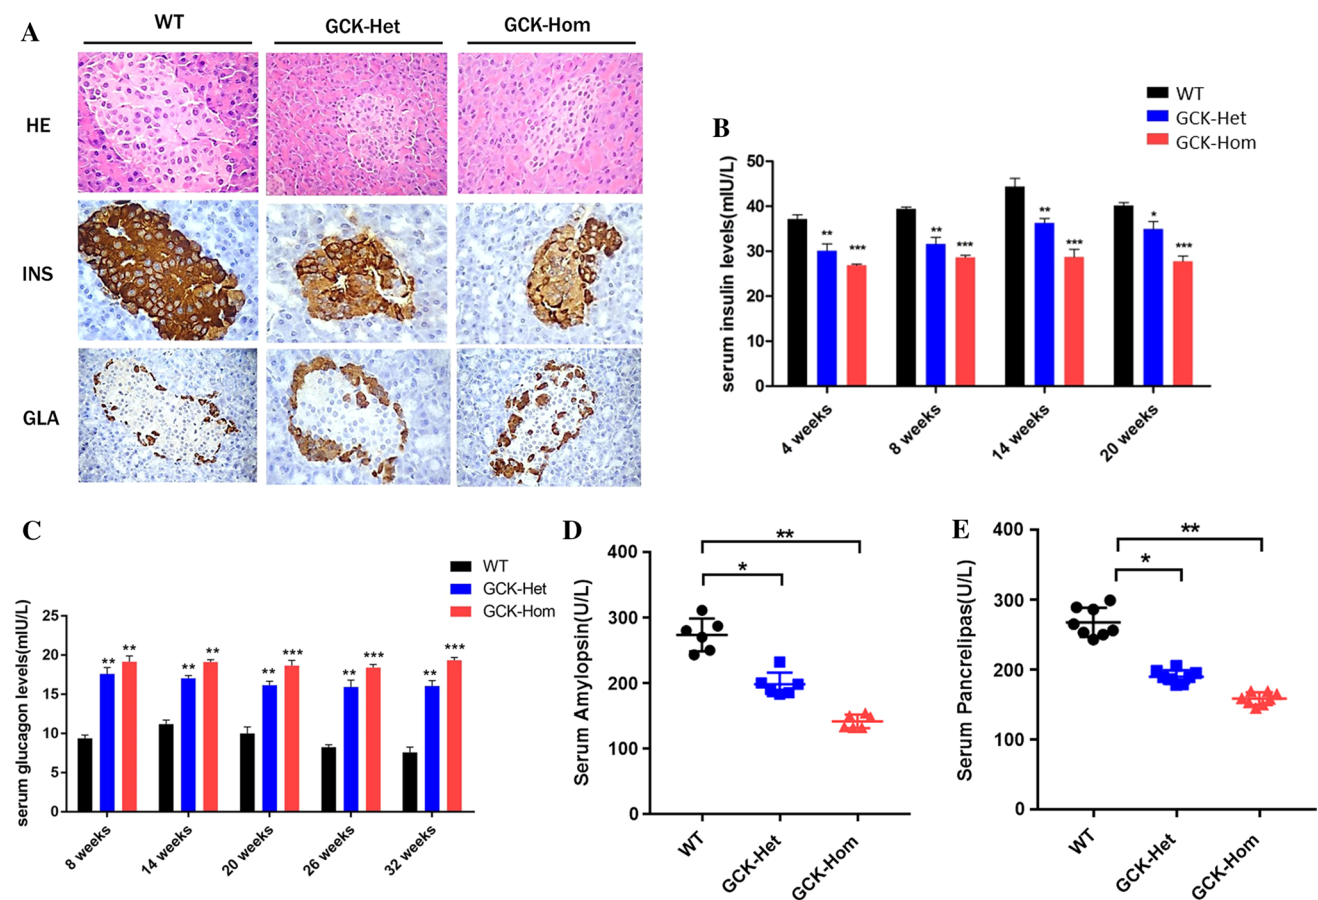 A
WT
GCK-Het
GCK-Hom
HE
INS
GLA
B
WT
GCK-Het
GCK-Hom
serum insulin levels(mIU/L)
50
40
30
20
10
0
** *** ** *** ** *** * ***
4 weeks
8 weeks
14 weeks
20 weeks
C
WT
GCK-Het
GCK-Hom
serum glucagon levels(mIU/L)
25
20
15
10
5
0
** ** ** ** ** *** ** *** ** ***
8 weeks
14 weeks
20 weeks
26 weeks
32 weeks
D
Serum Amylopsin(U/L)
400
300
200
100
0
**
*
WT
GCK-Het
GCK-Hom
E
Serum Pancrelipas(U/L)
400
300
200
100
0
**
*
WT
GCK-Het
GCK-Hom